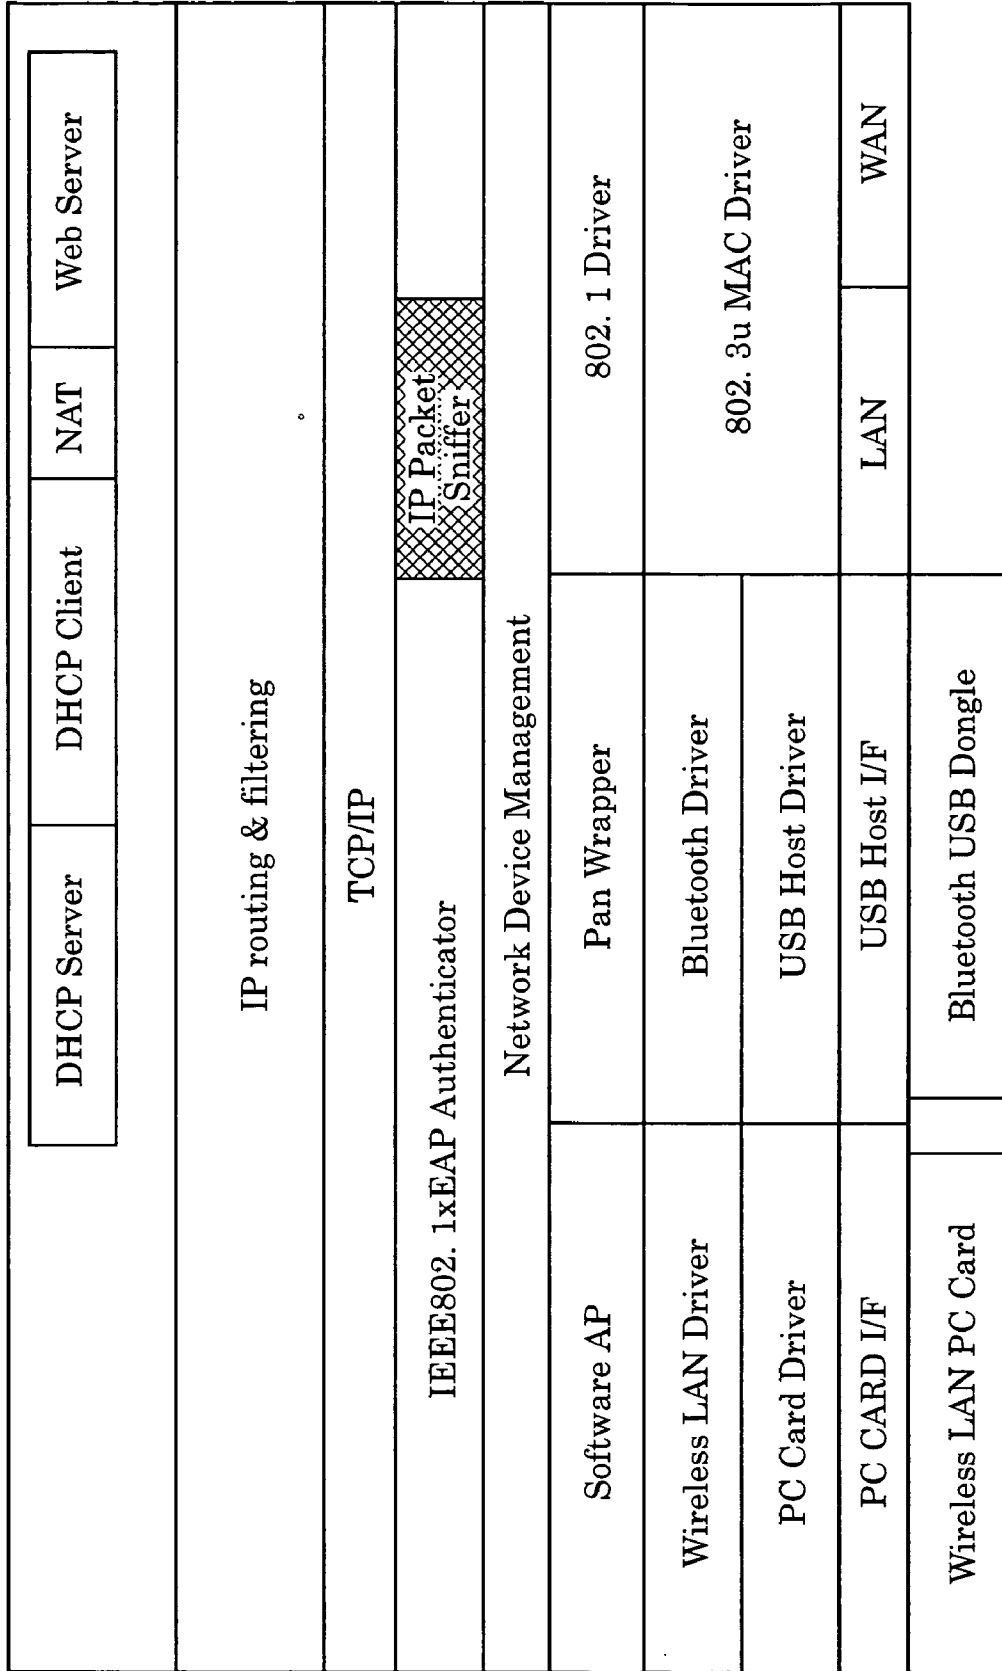 DHCP Server
DHCP Client
NAT
Web Server
IP routing & filtering
TCP/IP
IEEE802. 1xEAP Authenticator
IP Packet
Sniffer
Network Device Management
Software AP
Pan Wrapper
802. 1 Driver
Wireless LAN Driver
Bluetooth Driver
802. 3u MAC Driver
PC Card Driver
USB Host Driver
PC CARD I/F
USB Host I/F
LAN
WAN
Wireless LAN PC Card
Bluetooth USB Dongle